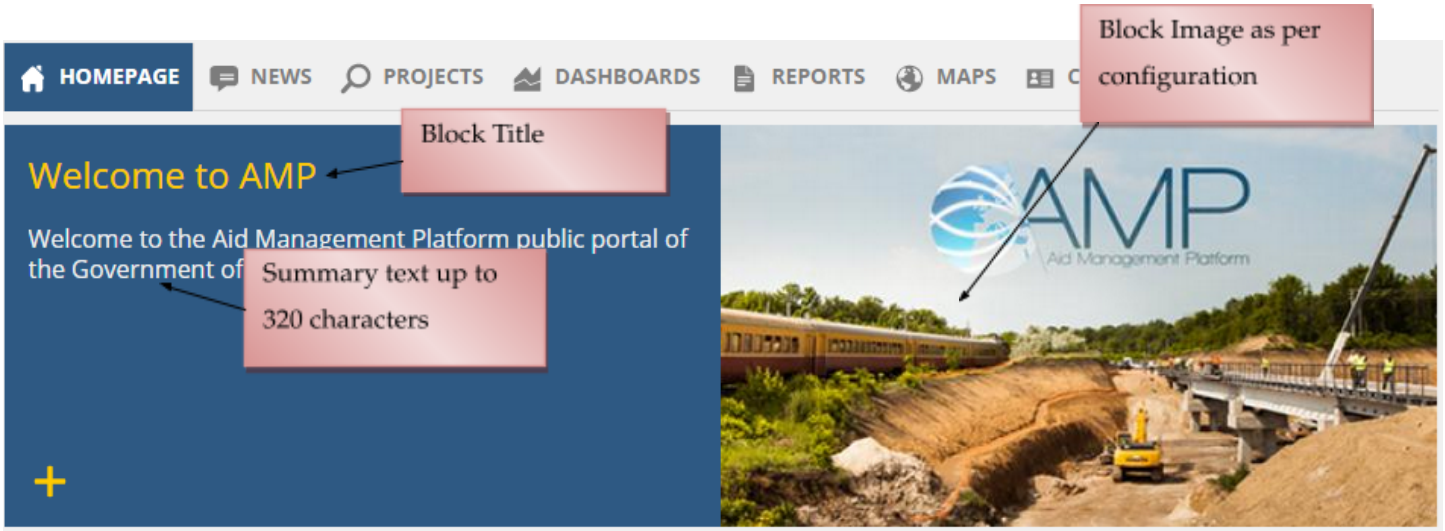 Block Image as per
configuration
HOMEPAGE NEWS PROJECTS DASHBOARDS REPORTS MAPS C
Block Title
Welcome to AMP
AMP
Aid Management Platform
Welcome to the Aid Management Platform public portal of
the Government of
Summary text up to
320 characters
+